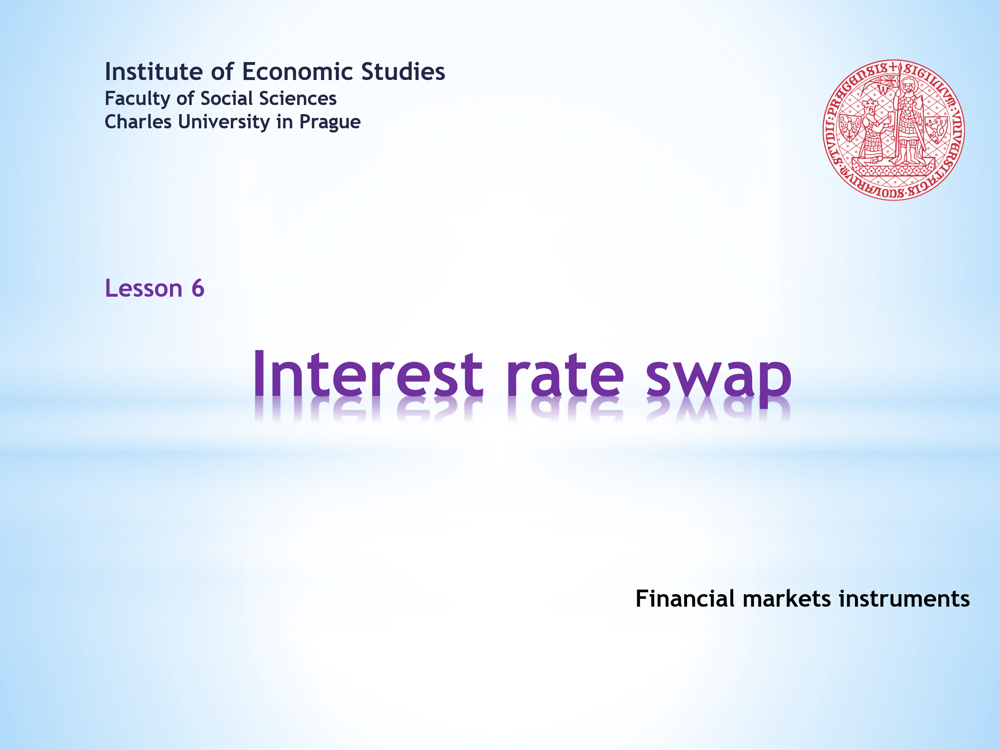 Institute of Economic Studies
Faculty of Social Sciences
Charles University in Prague
SIGILLVM : VNIVERSITATIS · SCOLARIVM · STVDII : PRAGENSIS
W
Lesson 6
Interest rate swap
Financial markets instruments